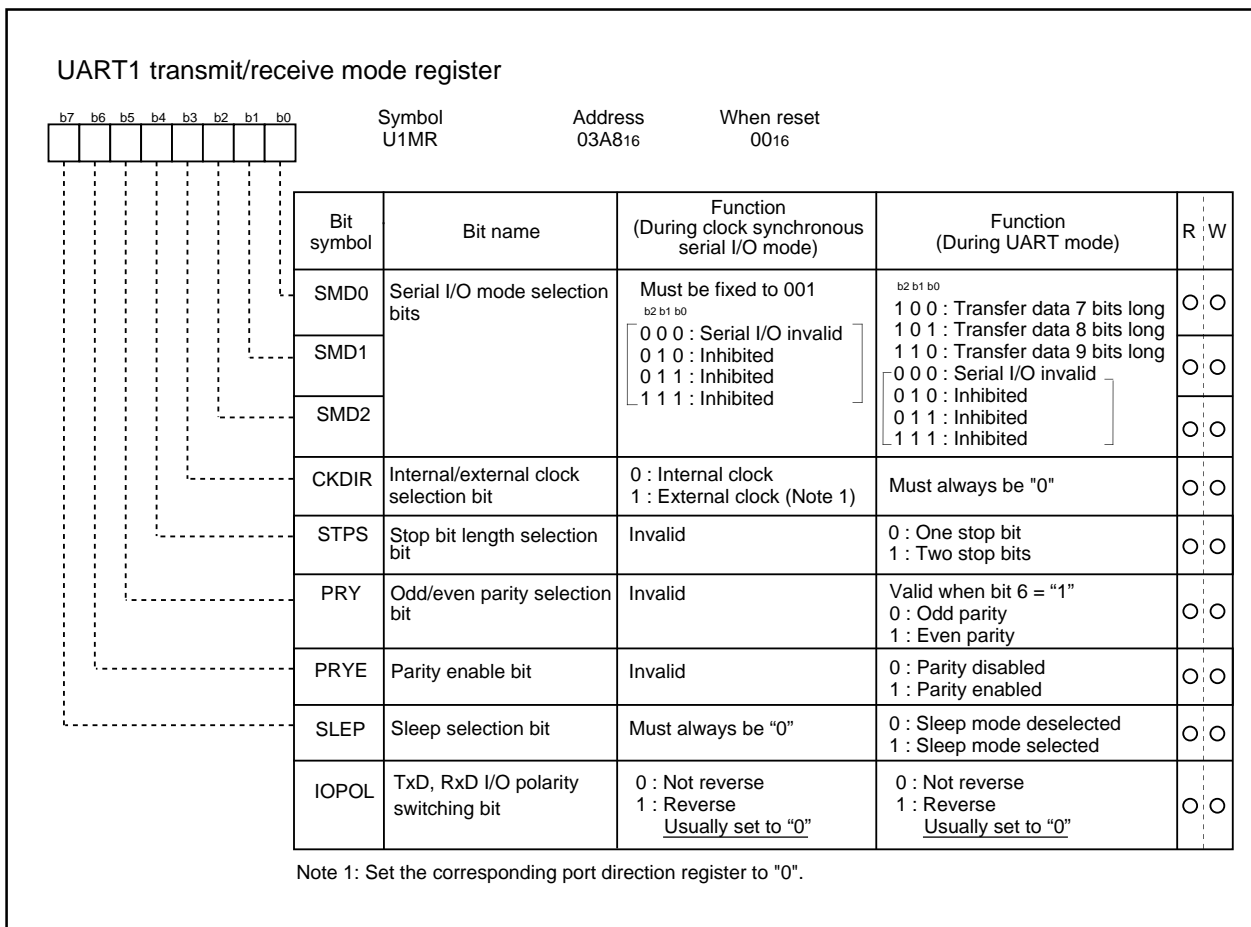 UART1 transmit/receive mode register
b7 b6 b5 b4 b3 b2 b1 b0
Symbol Address When reset
U1MR 03A816 0016
Bit symbol
Bit name
Function
(During clock synchronous
serial I/O mode)
Function
(During UART mode)
R W
SMD0
SMD1
SMD2
Serial I/O mode selection
bits
Must be fixed to 001
b2 b1 b0
0 0 0 : Serial I/O invalid
0 1 0 : Inhibited
0 1 1 : Inhibited
1 1 1 : Inhibited
b2 b1 b0
1 0 0 : Transfer data 7 bits long
1 0 1 : Transfer data 8 bits long
1 1 0 : Transfer data 9 bits long
0 0 0 : Serial I/O invalid
0 1 0 : Inhibited
0 1 1 : Inhibited
1 1 1 : Inhibited
CKDIR
Internal/external clock
selection bit
0 : Internal clock
1 : External clock (Note 1)
Must always be "0"
STPS
Stop bit length selection
bit
Invalid
0 : One stop bit
1 : Two stop bits
PRY
Odd/even parity selection
bit
Invalid
Valid when bit 6 = “1”
0 : Odd parity
1 : Even parity
PRYE
Parity enable bit
Invalid
0 : Parity disabled
1 : Parity enabled
SLEP
Sleep selection bit
Must always be “0”
0 : Sleep mode deselected
1 : Sleep mode selected
IOPOL
TxD, RxD I/O polarity
switching bit
0 : Not reverse
1 : Reverse
Usually set to “0”
0 : Not reverse
1 : Reverse
Usually set to “0”
Note 1: Set the corresponding port direction register to "0".